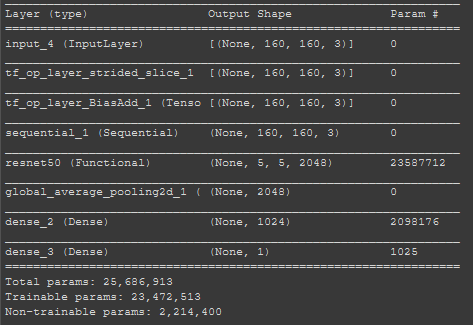 Layer (type) Output Shape Param #
input_4 (InputLayer) [(None, 160, 160, 3)] 0
tf_op_layer_strided_slice_1 [(None, 160, 160, 3)] 0
tf_op_layer_BiasAdd_1 (Tenso [(None, 160, 160, 3)] 0
sequential_1 (Sequential) (None, 160, 160, 3) 0
resnet50 (Functional) (None, 5, 5, 2048) 23587712
global_average_pooling2d_1 ( (None, 2048) 0
dense_2 (Dense) (None, 1024) 2098176
dense_3 (Dense) (None, 1) 1025
Total params: 25,686,913
Trainable params: 23,472,513
Non-trainable params: 2,214,400